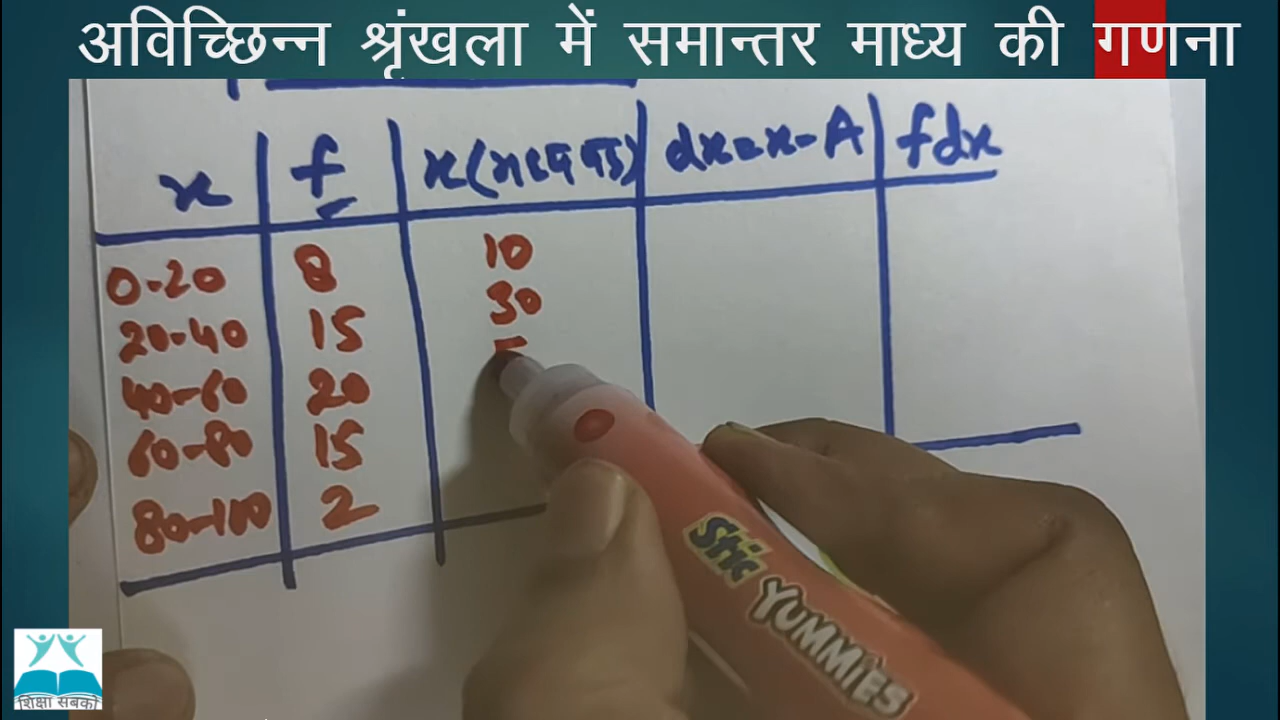 अविच्छिन्न श्रृंखला में समान्तर माध्य की गणना
x f x(मध्य मूल्य) dx=x-A fdx
0-20 8 10
20-40 15 30
40-60 20 5
60-80 15
80-100 2
Stic YUMMiES
शिक्षा सबको